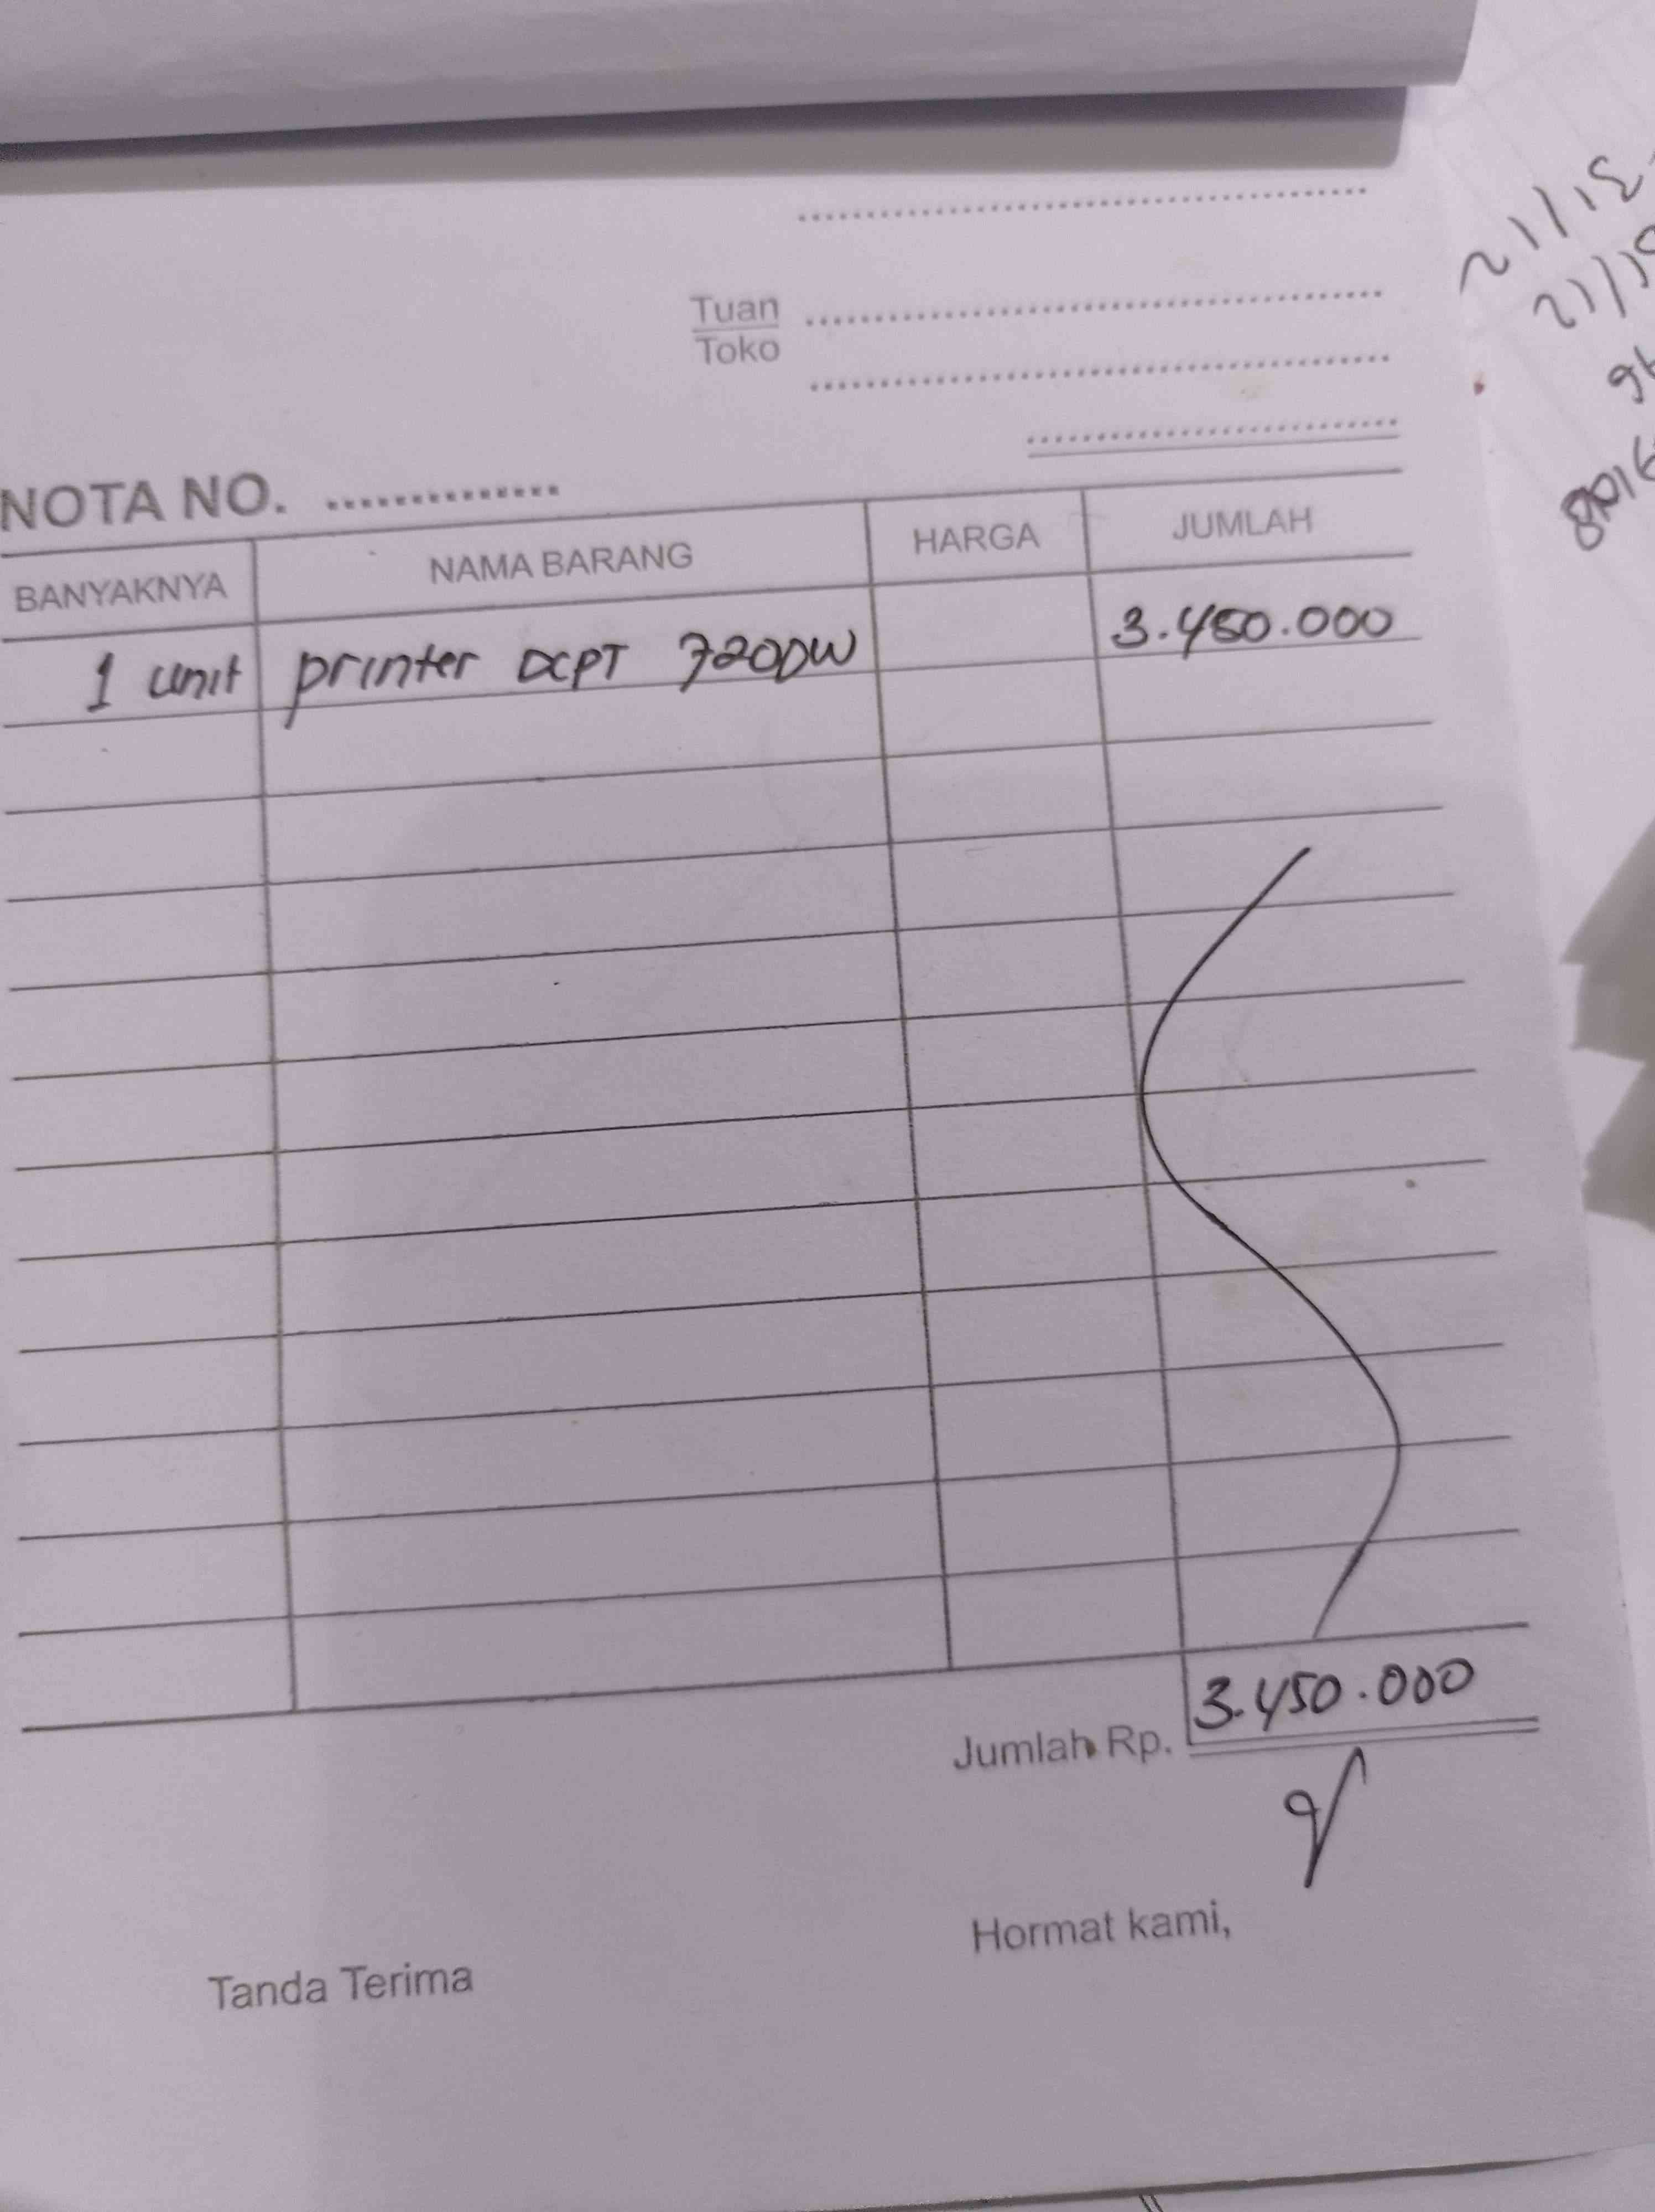 Tuan
Toko
NOTA NO.
BANYAKNYA NAMA BARANG HARGA JUMLAH
1 unit printer DCPT 720DW 3.450.000
Jumlah Rp. 3.450.000
Tanda Terima Hormat kami,